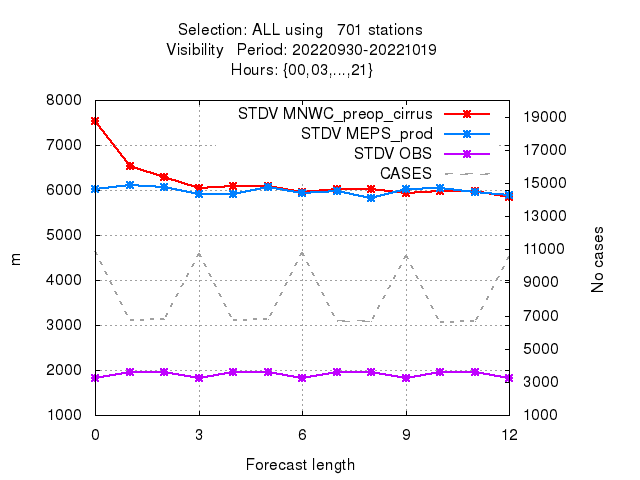 Selection: ALL using   701 stations
Visibility   Period: 20220930-20221019
Hours: {00,03,...,21}
STDV MNWC_preop_cirrus
STDV MEPS_prod
STDV OBS
CASES
8000
7000
6000
5000
4000
3000
2000
1000
m
19000
17000
15000
13000
11000
9000
7000
5000
3000
1000
No cases
0 3 6 9 12
Forecast length